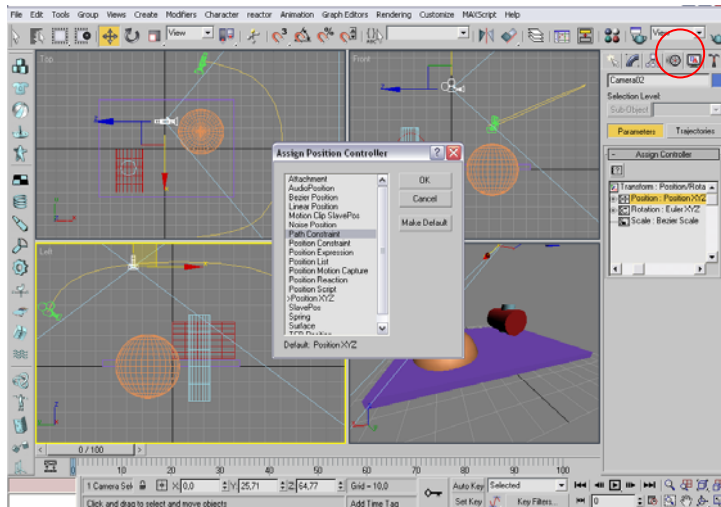 File Edit Tools Group Views Create Modifiers Character reactor Animation Graph Editors Rendering Customize MAXScript Help
View
View
Top
Front
Left
Camera02
Selection Level:
Sub-Object
Parameters Trajectories
- Assign Controller
Transform : Position/Rota
Position : Position XYZ
Rotation : Euler XYZ
Scale : Bezier Scale
Assign Position Controller
Attachment
AudioPosition
Bezier Position
Linear Position
Motion Clip SlavePos
Noise Position
Path Constraint
Position Constraint
Position Expression
Position List
Position Motion Capture
Position Reaction
Position Script
>Position XYZ
SlavePos
Spring
Surface
TCB Position
OK
Cancel
Make Default
Default: Position XYZ
0 / 100
0 10 20 30 40 50 60 70 80 90 100
1 Camera Sel X: 0,0 Y: 25,71 Z: 64,77 Grid = 10,0
Auto Key Selected
Click and drag to select and move objects Add Time Tag
Set Key Key Filters... 0